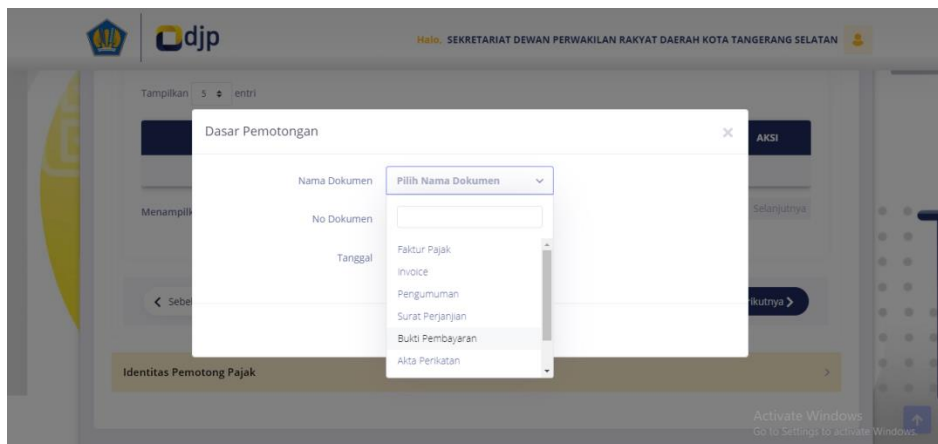 djp
Halo, SEKRETARIAT DEWAN PERWAKILAN RAKYAT DAERAH KOTA TANGERANG SELATAN
Tampilkan 5 entri
Dasar Pemotongan
AKSI
Nama Dokumen Pilih Nama Dokumen
Menampilk
No Dokumen
Selanjutnya
Tanggal
Faktur Pajak
Invoice
Pengumuman
Surat Perjanjian
Bukti Pembayaran
Akta Perikatan
Sebe
rikutnya
Identitas Pemotong Pajak
Activate Windows
Go to Settings to activate Windows.